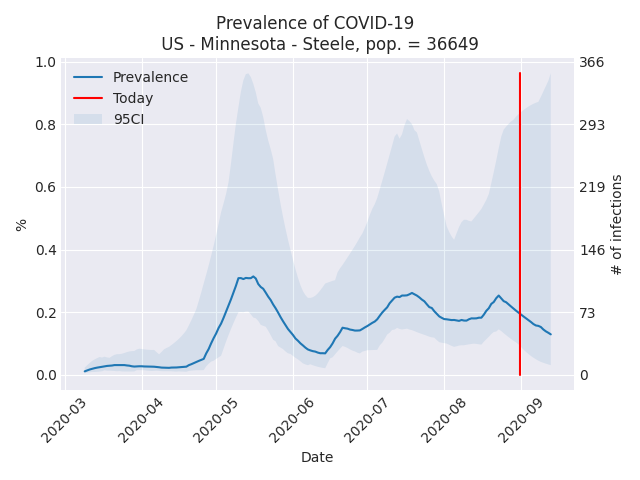 Prevalence of COVID-19
US - Minnesota - Steele, pop. = 36649
Prevalence
Today
95CI
1.0
0.8
0.6
0.4
0.2
0.0
%
366
293
219
146
73
0
# of infections
2020-03
2020-04
2020-05
2020-06
2020-07
2020-08
2020-09
Date